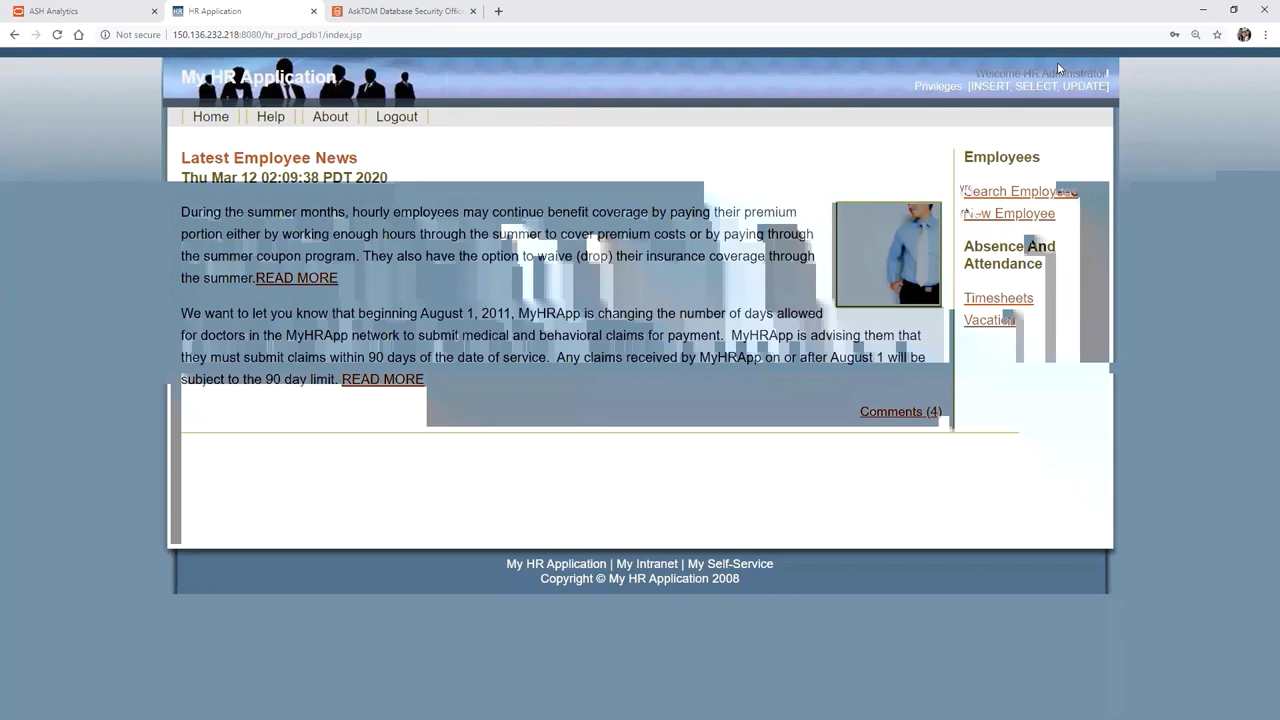 ASH Analytics
HR Application
AskTOM Database Security Offic
Not secure
150.136.232.218:8080/hr_prod_pdb1/index.jsp
My HR Application
Welcome HR Administrator!
Privileges [INSERT, SELECT, UPDATE]
Home
Help
About
Logout
Latest Employee News
Thu Mar 12 02:09:38 PDT 2020
During the summer months, hourly employees may continue benefit coverage by paying their premium
portion either by working enough hours through the summer to cover premium costs or by paying through
the summer coupon program. They also have the option to waive (drop) their insurance coverage through
the summer.READ MORE
We want to let you know that beginning August 1, 2011, MyHRApp is changing the number of days allowed
for doctors in the MyHRApp network to submit medical and behavioral claims for payment. MyHRApp is advising them that
they must submit claims within 90 days of the date of service. Any claims received by MyHRApp on or after August 1 will be
subject to the 90 day limit. READ MORE
Comments (4)
Employees
Search Employees
New Employee
Absence And
Attendance
Timesheets
Vacation
My HR Application | My Intranet | My Self-Service
Copyright © My HR Application 2008